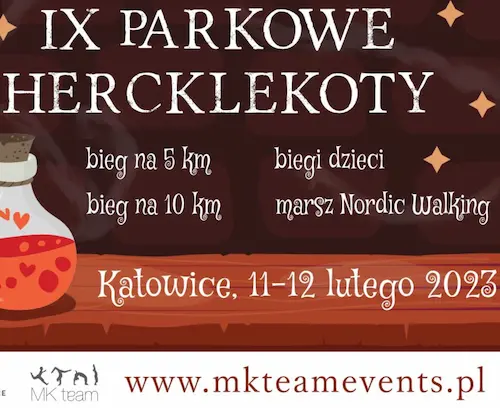 IX PARKOWE
HERCKLEKOTY
bieg na 5 km
biegi dzieci
bieg na 10 km
marsz Nordic Walking
Katowice, 11-12 lutego 2023
MK team
www.mkteamevents.pl